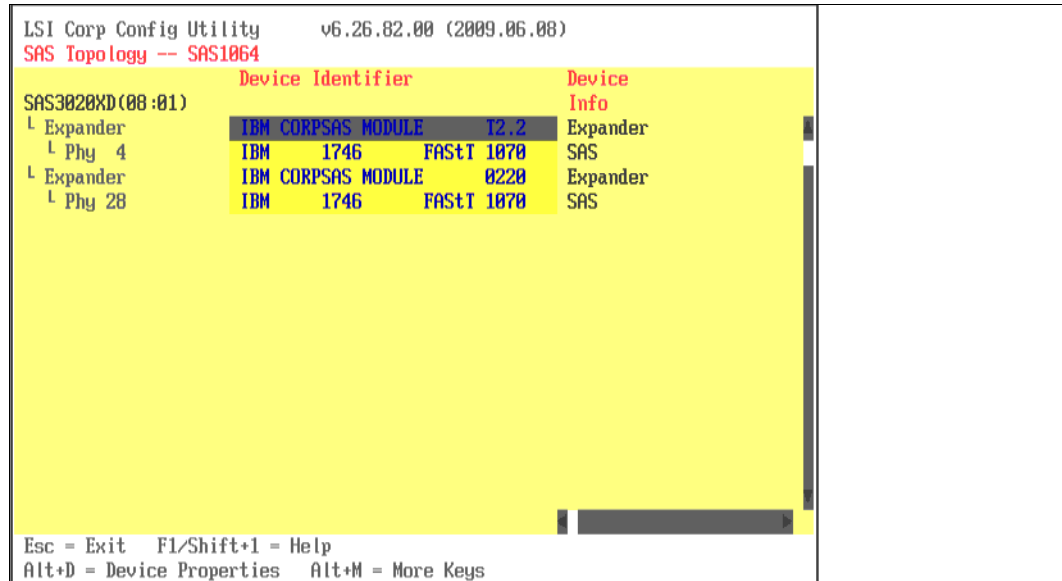 LSI Corp Config Utility v6.26.82.00 (2009.06.08)
SAS Topology -- SAS1064
Device Identifier Device
SAS3020XD(08:01) Info
└ Expander IBM CORPSAS MODULE T2.2 Expander
└ Phy 4 IBM 1746 FAStT 1070 SAS
└ Expander IBM CORPSAS MODULE 0220 Expander
└ Phy 28 IBM 1746 FAStT 1070 SAS
Esc = Exit F1/Shift+1 = Help
Alt+D = Device Properties Alt+M = More Keys